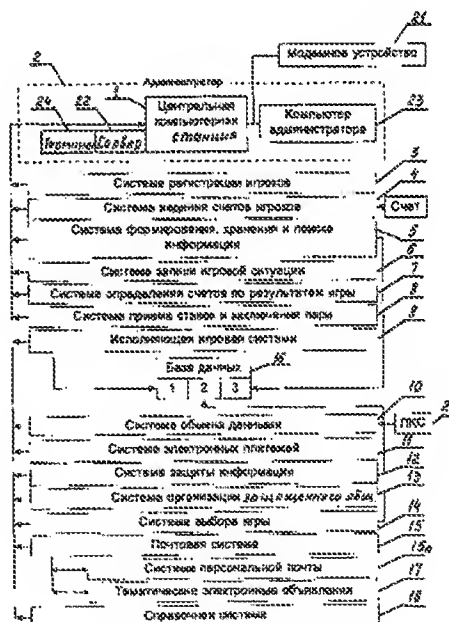 21
Модемное устройство
2
Администратор
24
22
1
Центральная
компьютерная
станция
Сервер
Компьютер
администратора
23
3
Система регистрации игроков
4
Система ведения счетов игроков
Счет
5
Система формирования, хранения и поиска
информации
6
Система записи игровой ситуации
7
Система определения счетов по результатам игры
8
Система приема ставок и заключения пари
9
Исполняющая игровая система
База данных
16
1 2 3
10
Система обмена данными
ПКС
11
Система электронных платежей
12
Система защиты информации
13
Система организации
14
Система выбора игры
15
Почтовая система
15а
Система персональной почты
17
Тематические электронные объявления
18
Справочная система